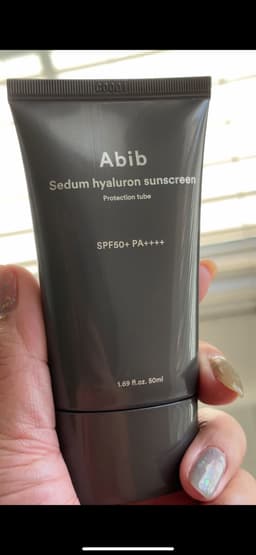 Abib
Sedum hyaluron sunscreen
Protection tube
SPF50+ PA++++
1.69 fl.oz. 50ml